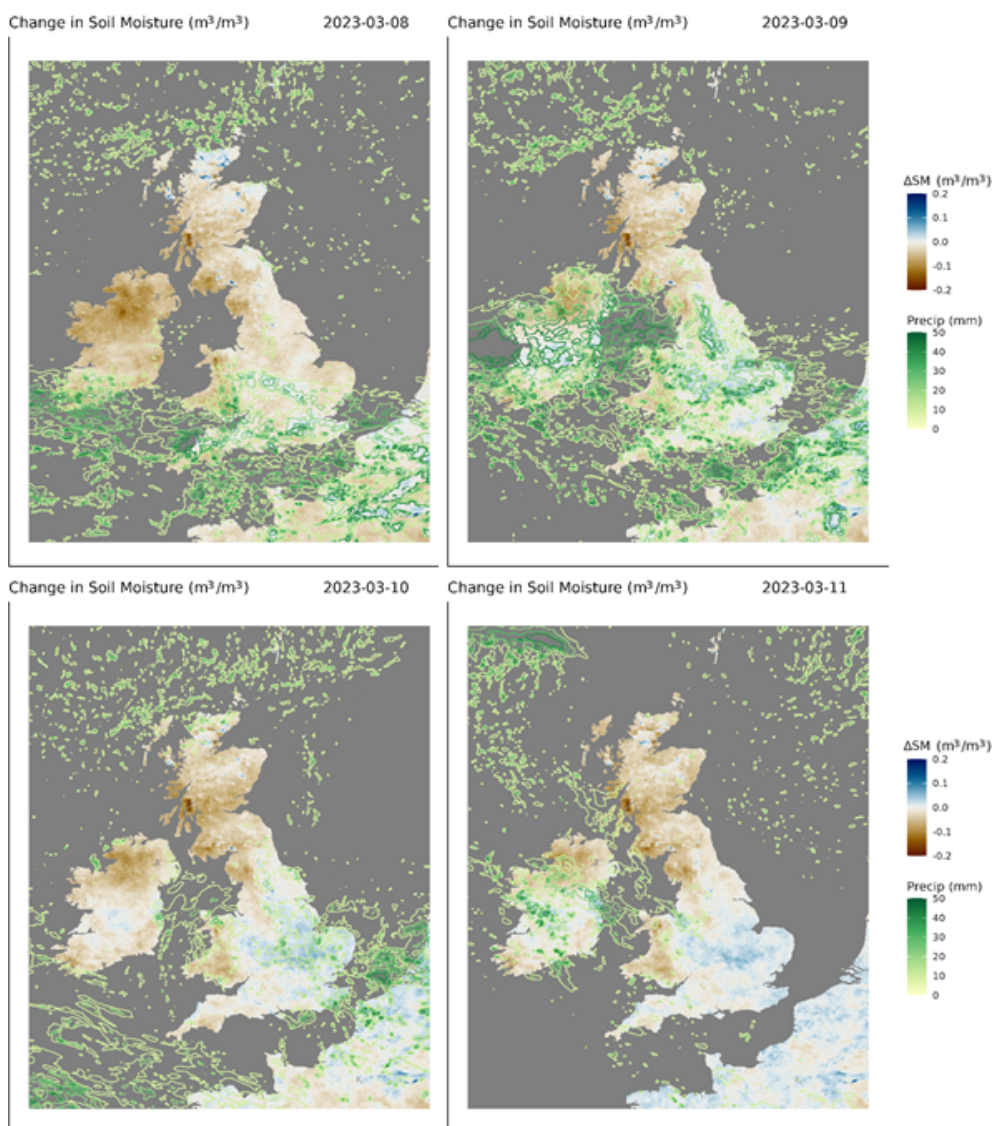 Change in Soil Moisture (m³/m³) 2023-03-08
Change in Soil Moisture (m³/m³) 2023-03-09
ΔSM (m³/m³)
0.2
0.1
0.0
-0.1
-0.2
Precip (mm)
50
40
30
20
10
0
Change in Soil Moisture (m³/m³) 2023-03-10
Change in Soil Moisture (m³/m³) 2023-03-11
ΔSM (m³/m³)
0.2
0.1
0.0
-0.1
-0.2
Precip (mm)
50
40
30
20
10
0